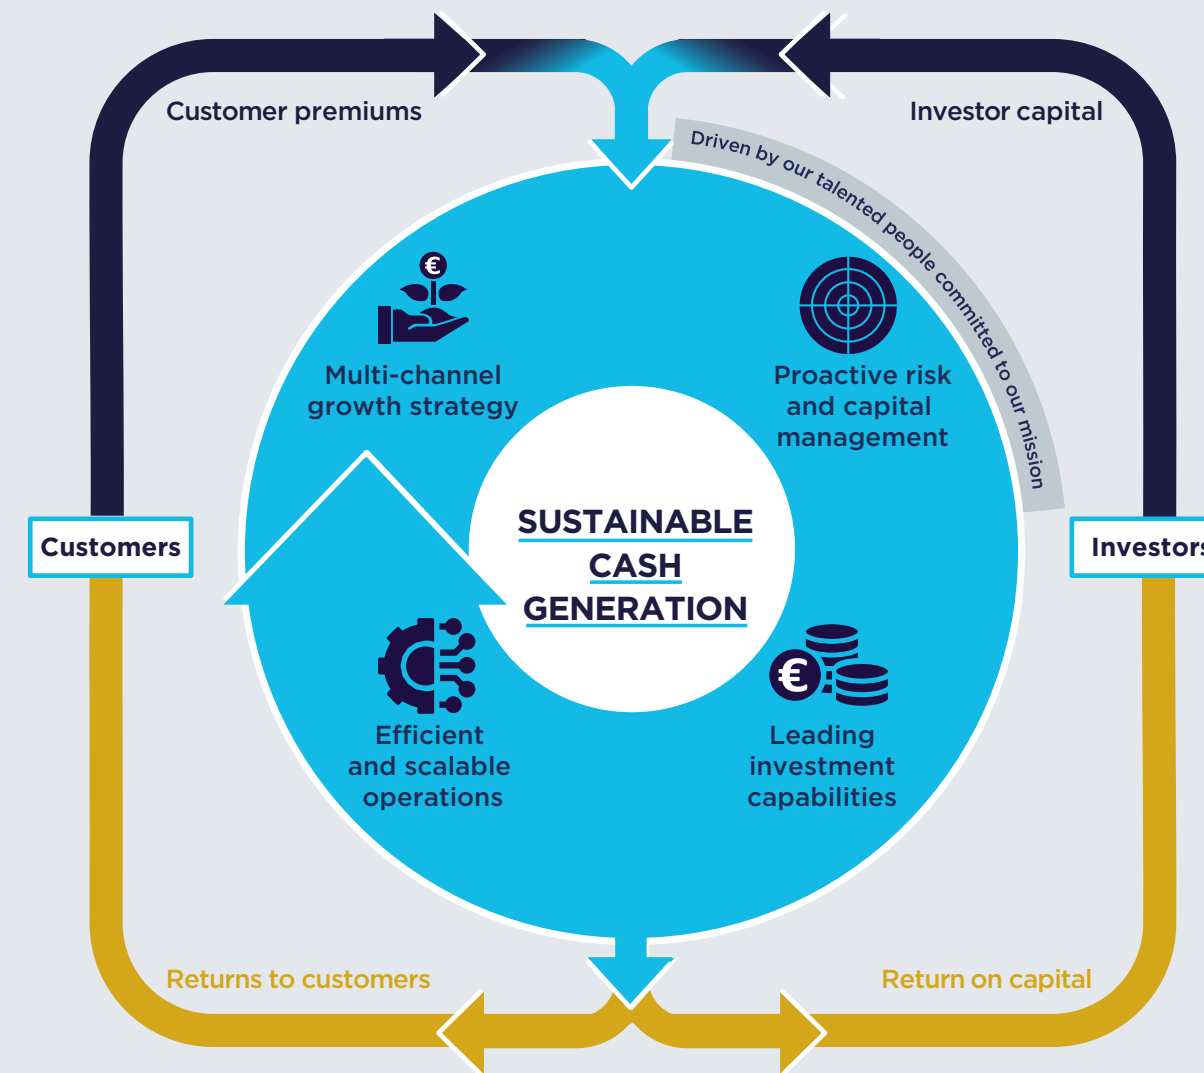 Customer premiums
Investor capital
Driven by our talented people committed to our mission
€
Multi-channel
growth strategy
Proactive risk
and capital
management
Customers
SUSTAINABLE
CASH
GENERATION
Investors
€
Efficient
and scalable
operations
Leading
investment
capabilities
Returns to customers
Return on capital